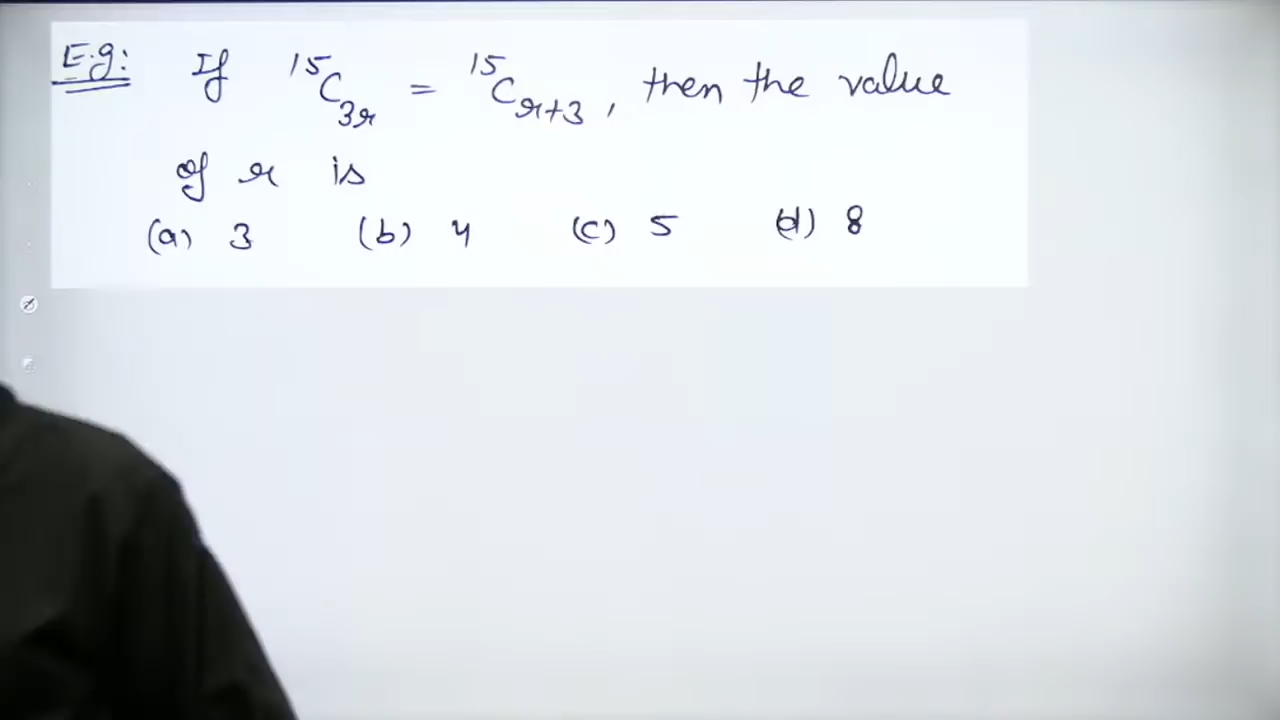 E.g: If ¹⁵C₃ᵣ = ¹⁵Cᵣ₊₃, then the value
of r is
(a) 3 (b) 4 (c) 5 (d) 8